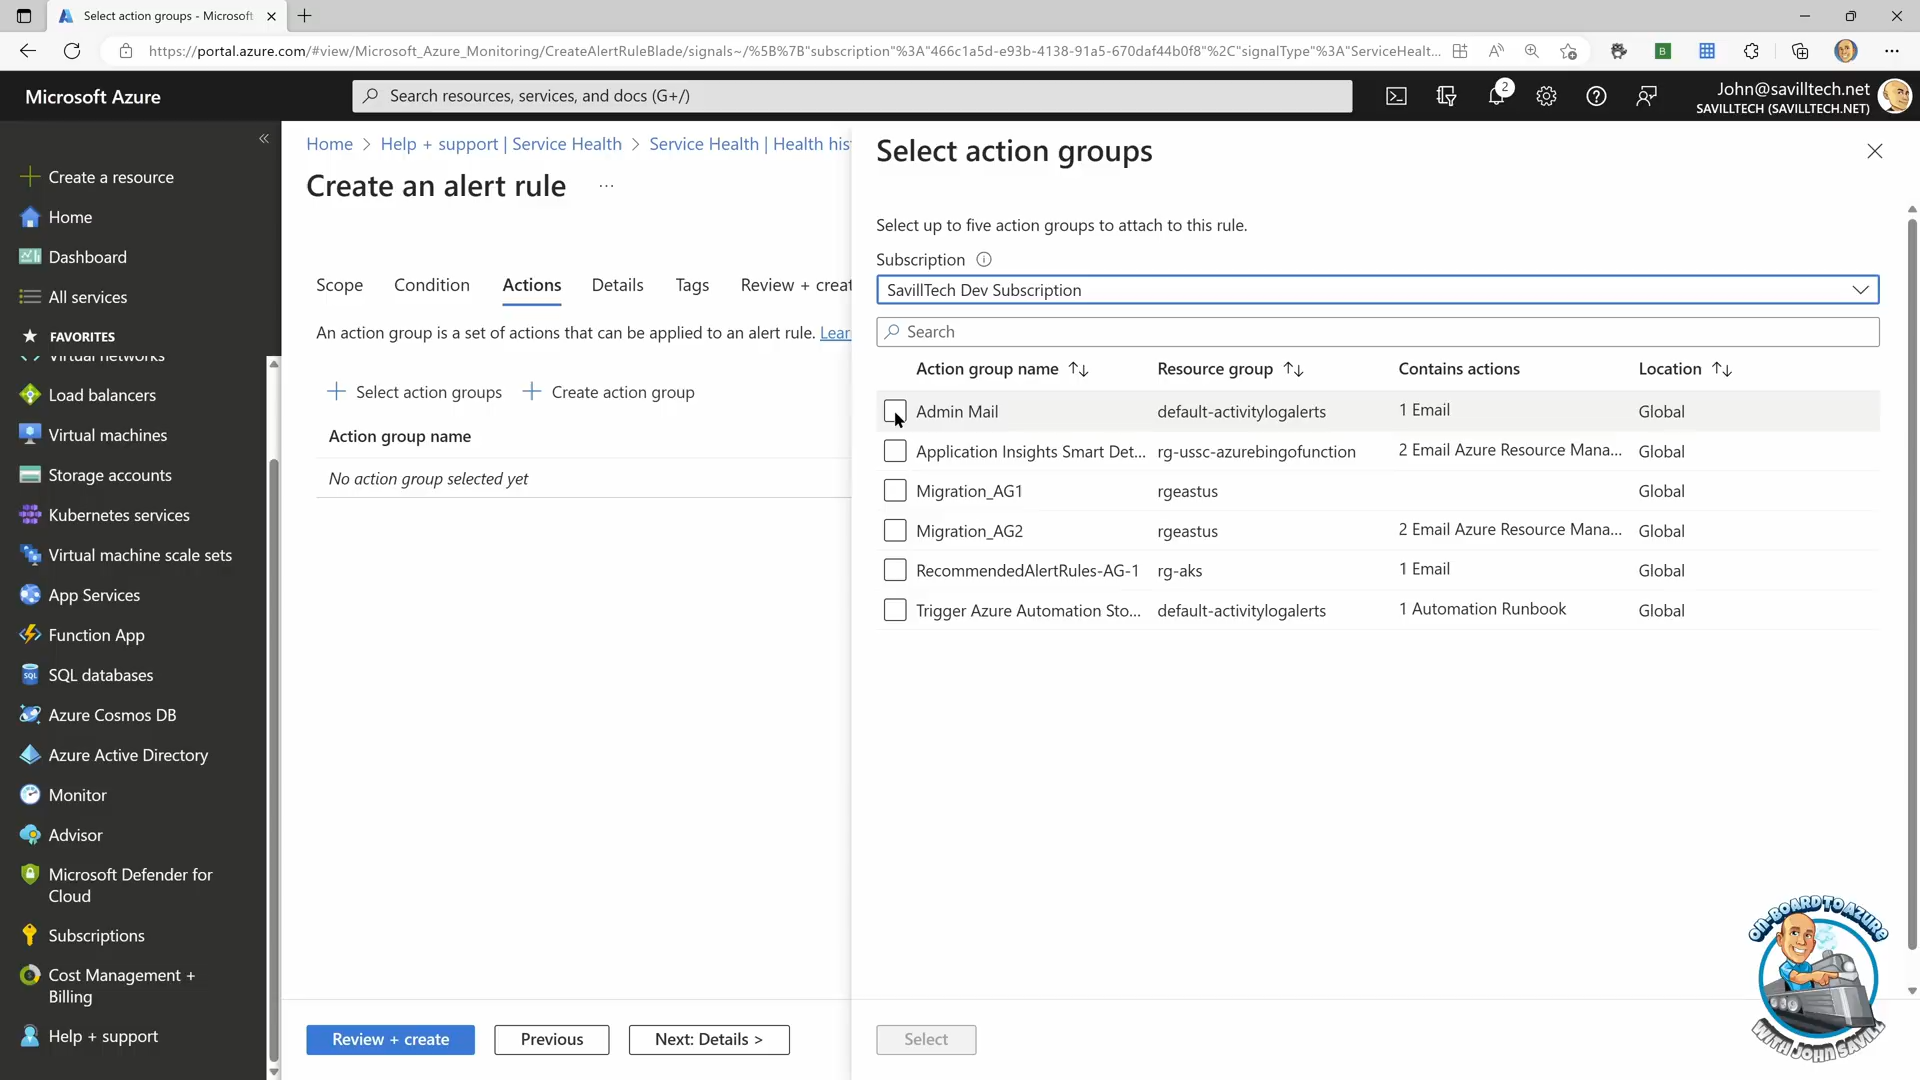 Select action groups - Microsoft
https://portal.azure.com/#view/Microsoft_Azure_Monitoring/CreateAlertRuleBlade/signals~/%5B%7B"subscription"%3A"466c1a5d-e93b-4138-91a5-670daf44b0f8"%2C"signalType"%3A"ServiceHealt...
Microsoft Azure
Search resources, services, and docs (G+/)
2
John@savilltech.net
SAVILLTECH (SAVILLTECH.NET)
Create a resource
Home
Dashboard
All services
FAVORITES
Virtual networks
Load balancers
Virtual machines
Storage accounts
Kubernetes services
Virtual machine scale sets
App Services
Function App
SQL databases
Azure Cosmos DB
Azure Active Directory
Monitor
Advisor
Microsoft Defender for
Cloud
Subscriptions
Cost Management +
Billing
Help + support
Home > Help + support | Service Health > Service Health | Health his
Create an alert rule ...
Scope Condition Actions Details Tags Review + creat
An action group is a set of actions that can be applied to an alert rule. Lear
+ Select action groups + Create action group
Action group name
No action group selected yet
Review + create Previous Next: Details >
Select action groups
Select up to five action groups to attach to this rule.
Subscription
SavillTech Dev Subscription
Search
Action group name Resource group Contains actions Location
Admin Mail default-activitylogalerts 1 Email Global
Application Insights Smart Det... rg-ussc-azurebingofunction 2 Email Azure Resource Mana... Global
Migration_AG1 rgeastus Global
Migration_AG2 rgeastus 2 Email Azure Resource Mana... Global
RecommendedAlertRules-AG-1 rg-aks 1 Email Global
Trigger Azure Automation Sto... default-activitylogalerts 1 Automation Runbook Global
Select
ON-BOARD TO AZURE
WITH JOHN SAVILL